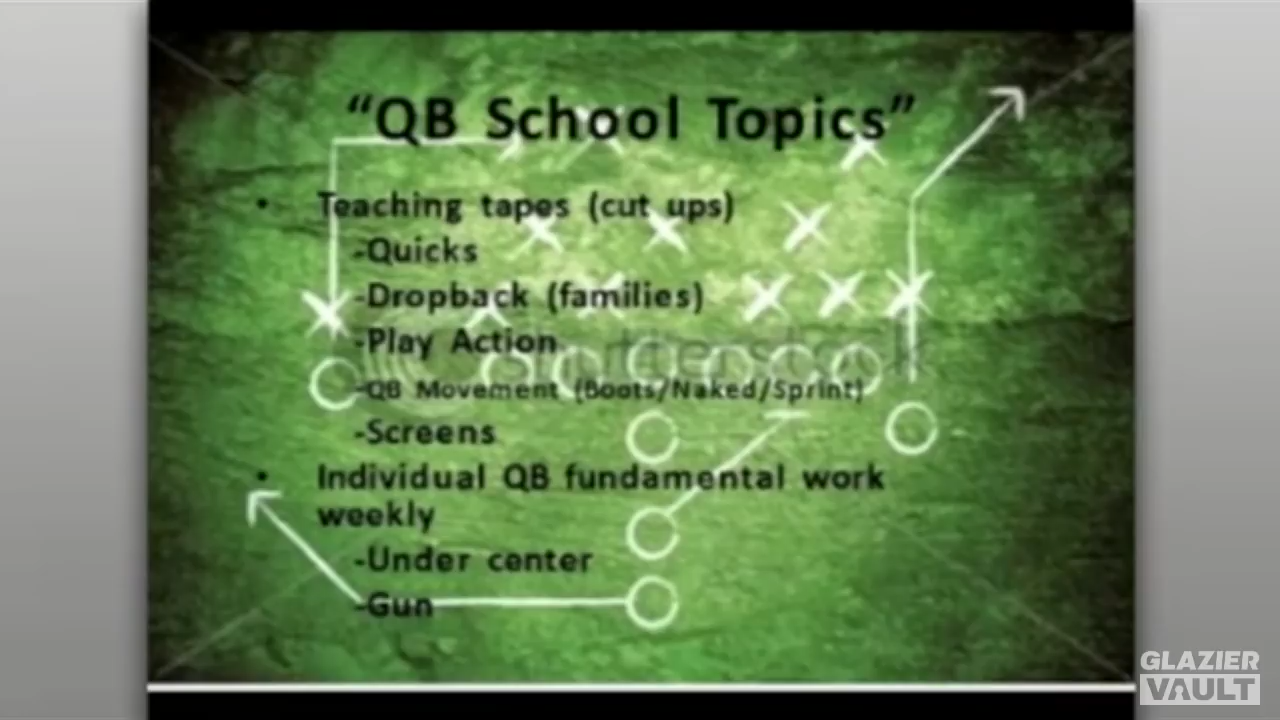 “QB School Topics”
• Teaching tapes (cut ups)
-Quicks
-Dropback (families)
-Play Action
-QB Movement (Boots/Naked/Sprint)
-Screens
• Individual QB fundamental work
weekly
-Under center
-Gun
shutterstock
GLAZIER
VAULT